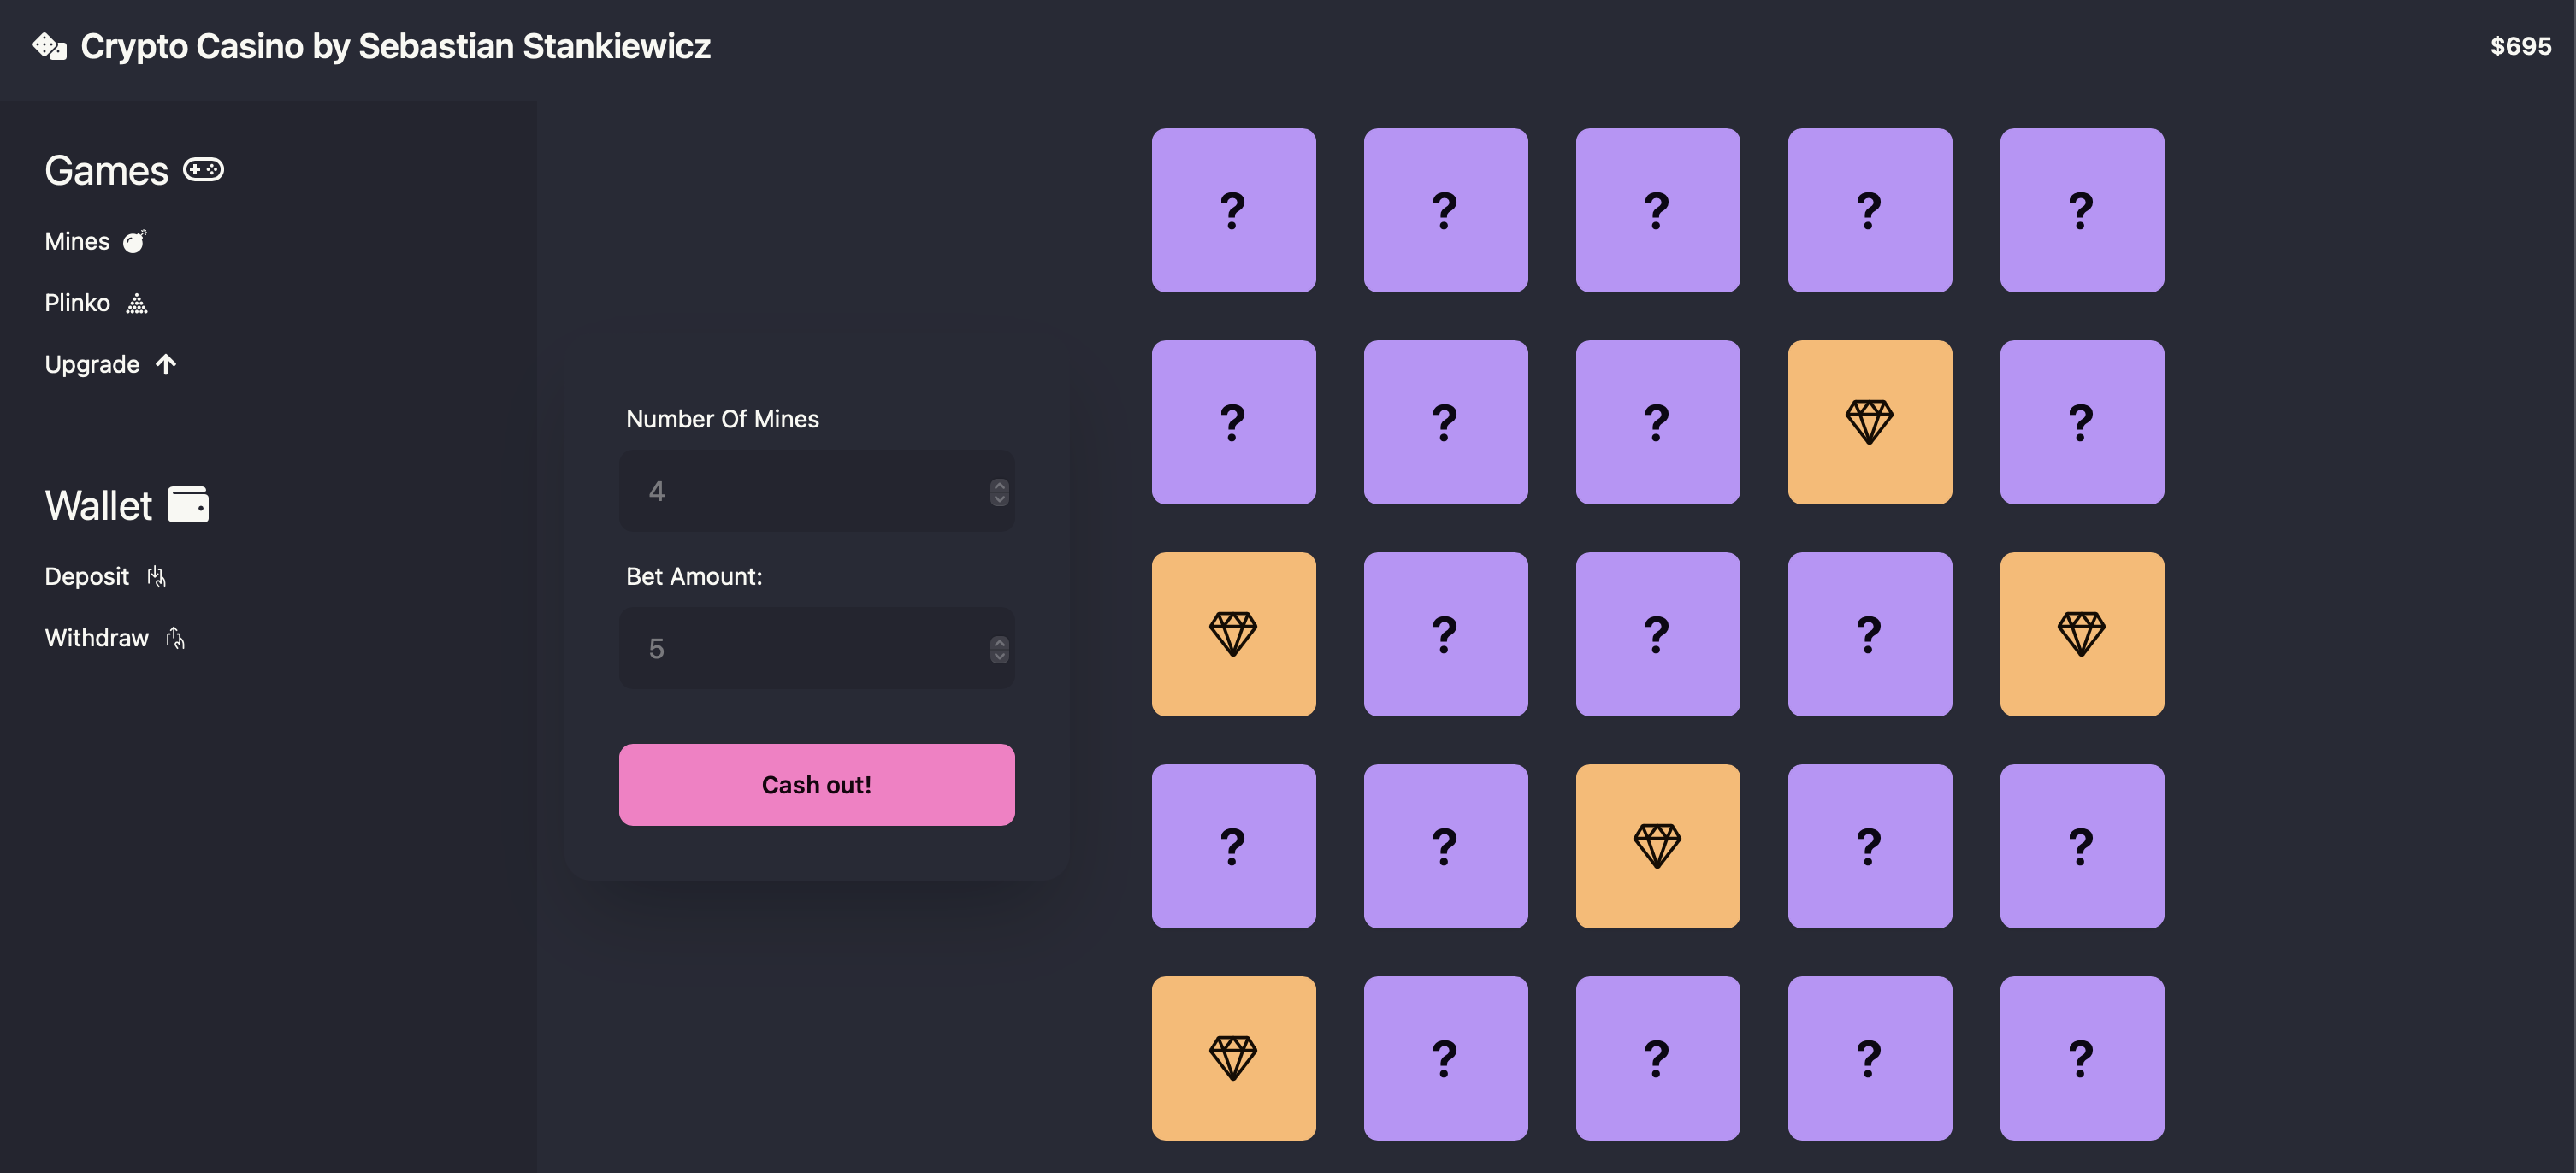 Crypto Casino by Sebastian Stankiewicz
$695
Games
Mines
Plinko
Upgrade
Wallet
Deposit
Withdraw
Number Of Mines
4
Bet Amount:
5
Cash out!
? ? ? ? ?
? ? ? ?
? ? ?
? ? ? ?
? ? ? ?